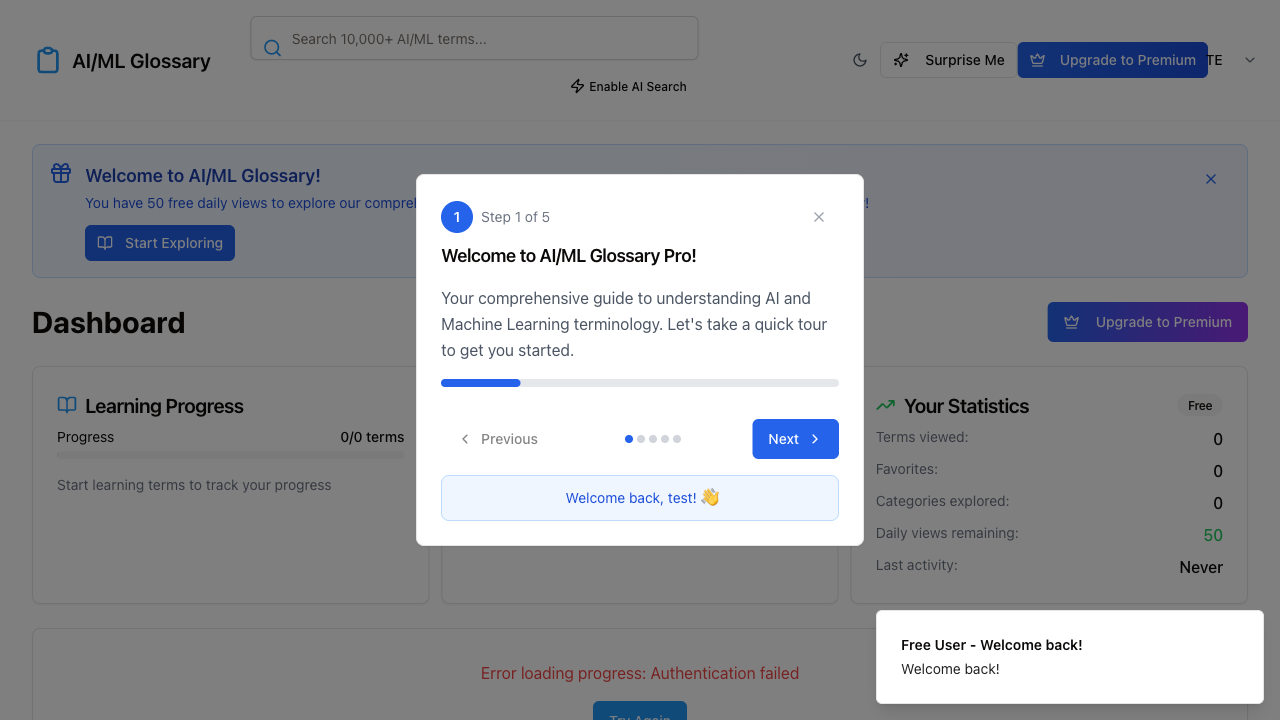 AI/ML Glossary
Search 10,000+ AI/ML terms...
Enable AI Search
Surprise Me
Upgrade to Premium
TE
Welcome to AI/ML Glossary!
You have 50 free daily views to explore our
Start Exploring
Dashboard
Upgrade to Premium
1
Step 1 of 5
Welcome to AI/ML Glossary Pro!
Your comprehensive guide to understanding AI and
Machine Learning terminology. Let's take a quick tour
to get you started.
Previous
Next
Welcome back, test! 👋
Learning Progress
Progress
0/0 terms
Start learning terms to track your progress
Your Statistics
Free
Terms viewed:
0
Favorites:
0
Categories explored:
0
Daily views remaining:
50
Last activity:
Never
Error loading progress: Authentication failed
Try Again
Free User - Welcome back!
Welcome back!